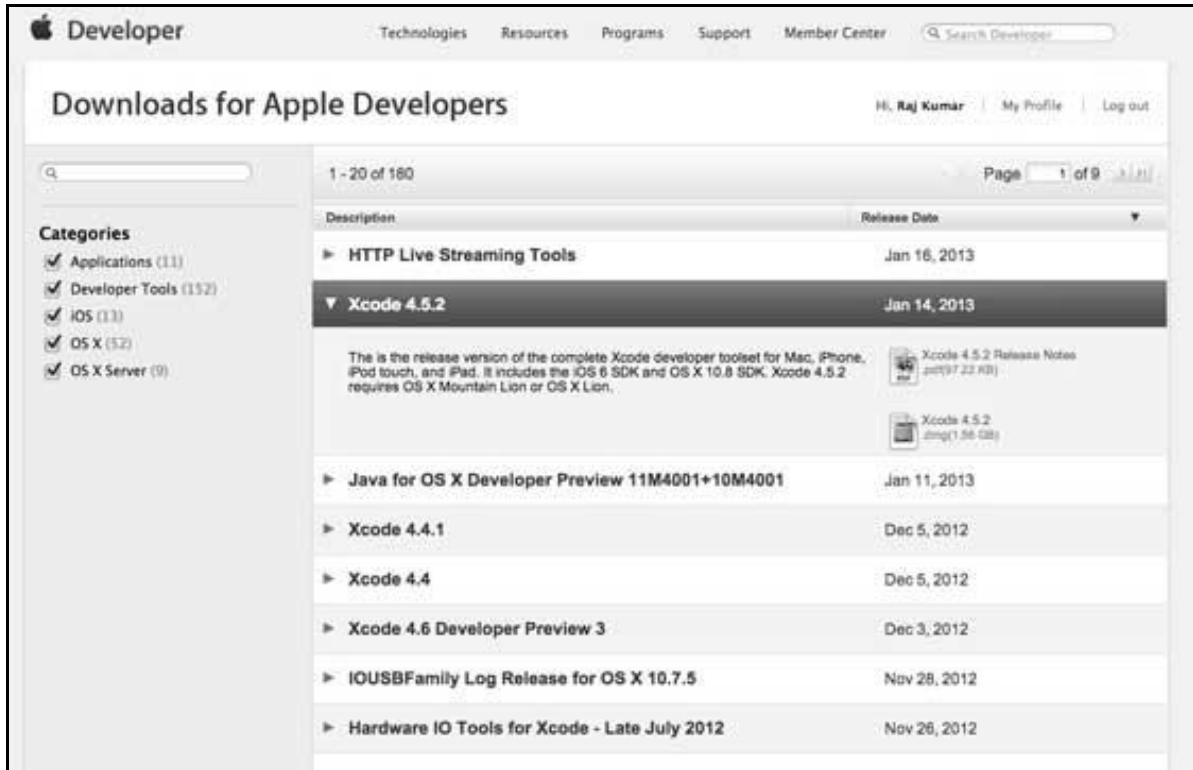 Developer
Technologies Resources Programs Support Member Center Search Developer
Downloads for Apple Developers
Hi, Raj Kumar | My Profile | Log out
1 - 20 of 180
Page 1 of 9
Categories
Applications (11)
Developer Tools (152)
iOS (13)
OS X (52)
OS X Server (9)
Description Release Date
HTTP Live Streaming Tools Jan 16, 2013
Xcode 4.5.2 Jan 14, 2013
The is the release version of the complete Xcode developer toolset for Mac, iPhone,
iPod touch, and iPad. It includes the iOS 6 SDK and OS X 10.8 SDK. Xcode 4.5.2
requires OS X Mountain Lion or OS X Lion.
Xcode 4.5.2 Release Notes
.pdf(97.22 KB)
Xcode 4.5.2
.dmg(1.56 GB)
Java for OS X Developer Preview 11M4001+10M4001 Jan 11, 2013
Xcode 4.4.1 Dec 5, 2012
Xcode 4.4 Dec 5, 2012
Xcode 4.6 Developer Preview 3 Dec 3, 2012
IOUSBFamily Log Release for OS X 10.7.5 Nov 28, 2012
Hardware IO Tools for Xcode - Late July 2012 Nov 26, 2012